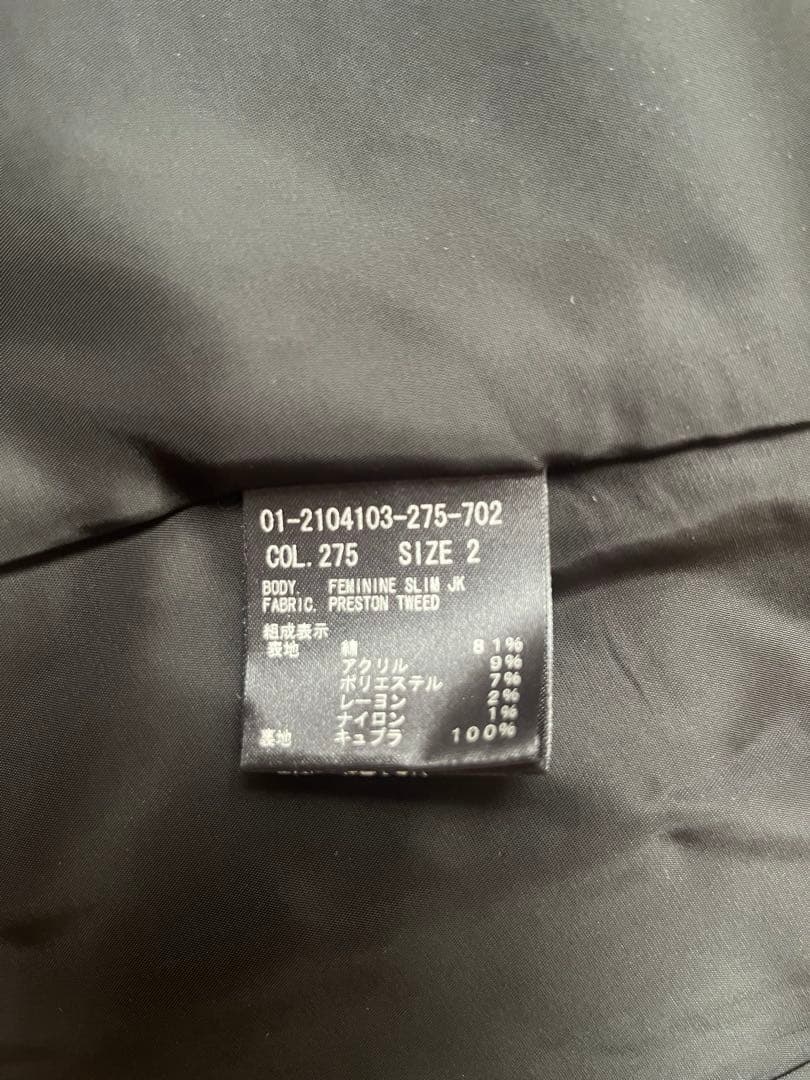 01-2104103-275-702
COL. 275 SIZE 2
BODY. FEMININE SLIM JK
FABRIC. PRESTON TWEED
組成表示
表地 綿 81%
アクリル 9%
ポリエステル 7%
レーヨン 2%
ナイロン 1%
裏地 キュプラ 100%